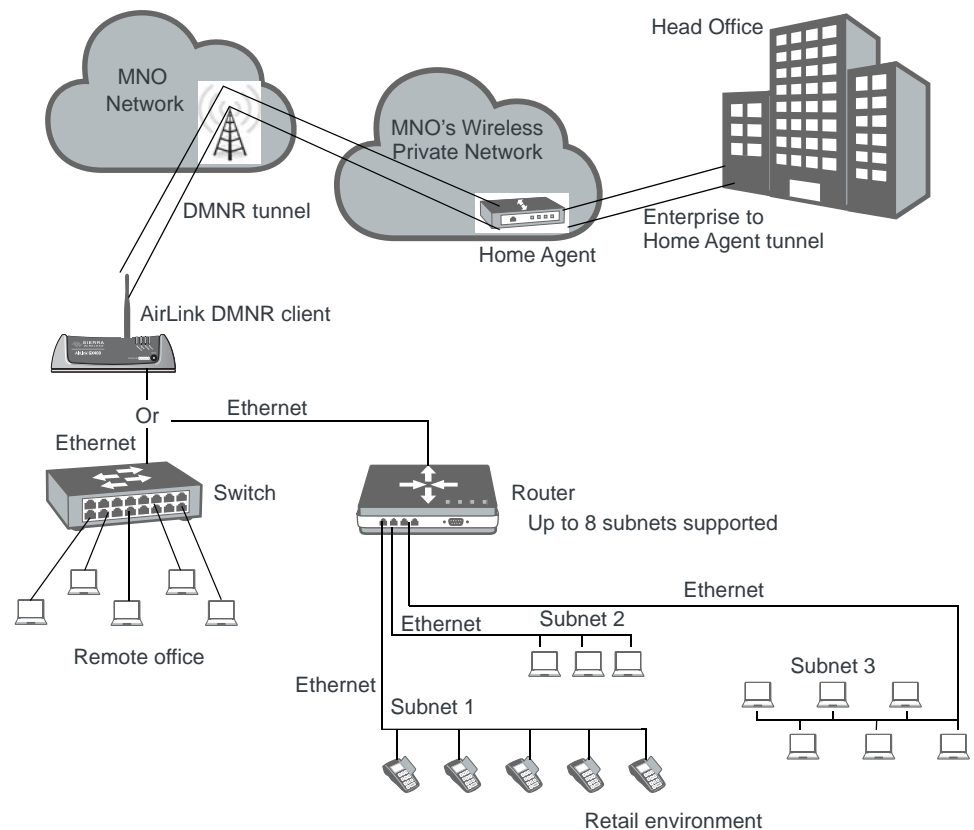 Head Office
MNO
Network
MNO's Wireless
Private Network
DMNR tunnel
Enterprise to
Home Agent tunnel
Home Agent
AirLink DMNR client
SIERRA
WIRELESS
Or
Ethernet
Ethernet
Switch
Router
Up to 8 subnets supported
Ethernet
Ethernet
Subnet 2
Remote office
Subnet 3
Ethernet
Subnet 1
Retail environment